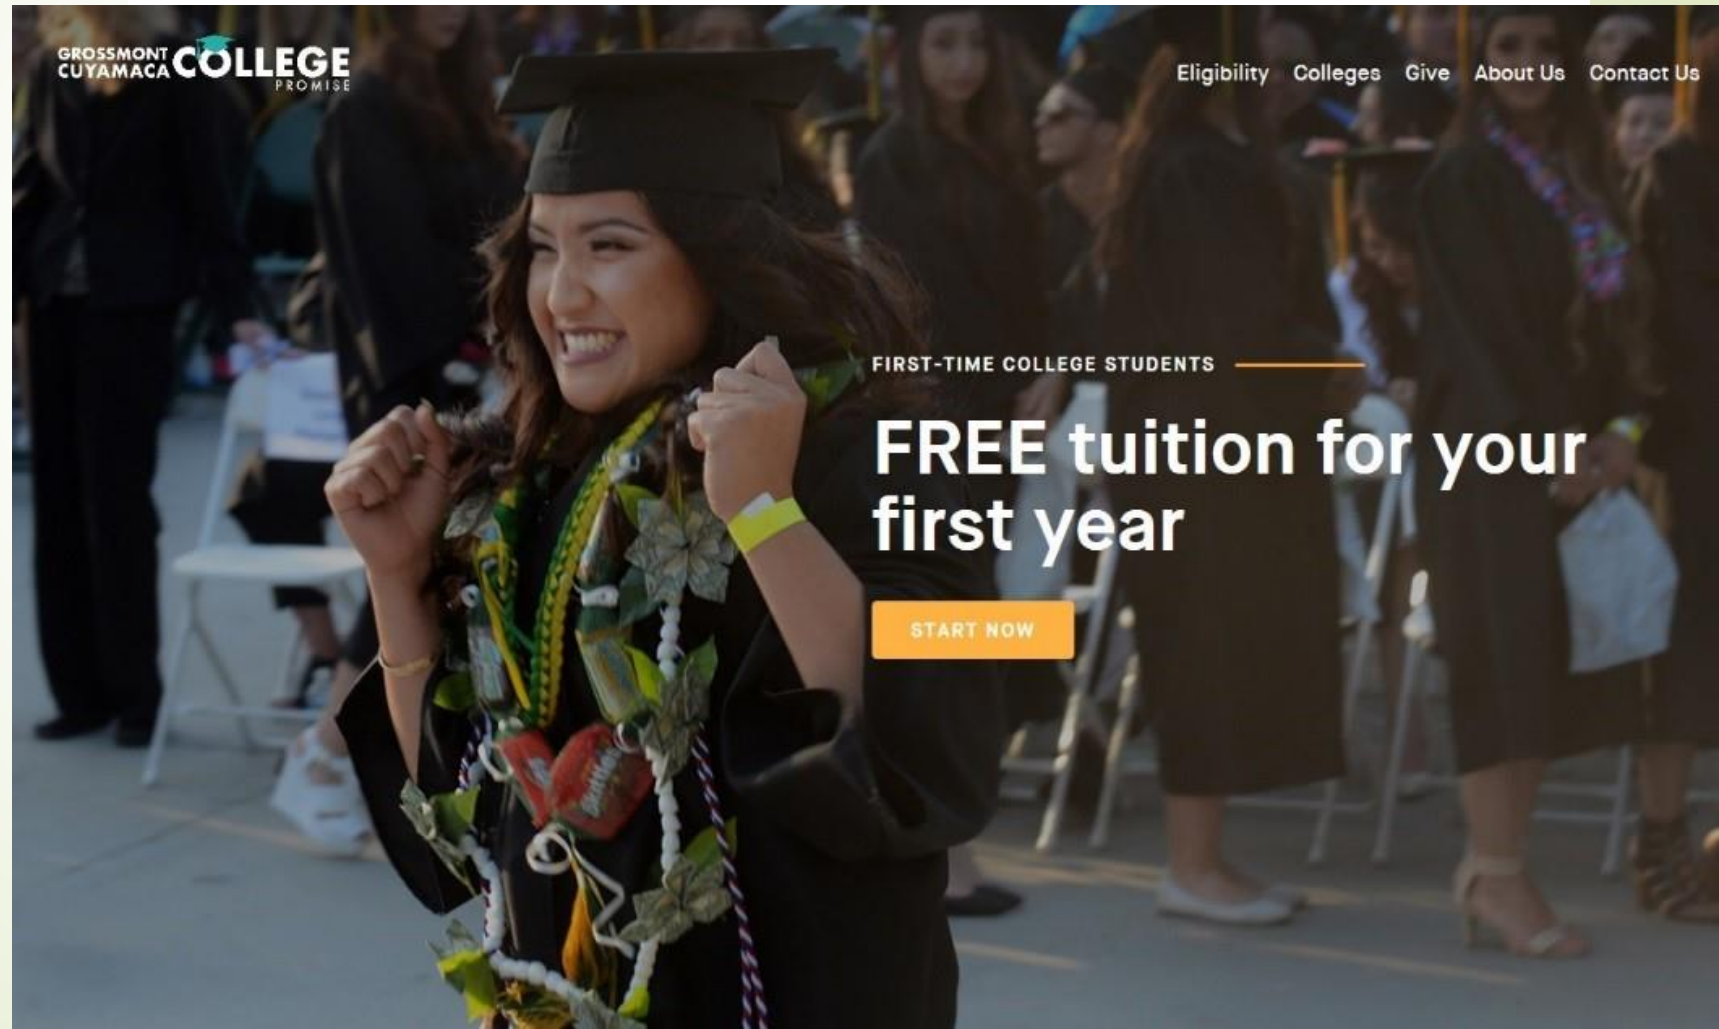 GROSSMONT
CUYAMACA COLLEGE
PROMISE
Eligibility Colleges Give About Us Contact Us
FIRST-TIME COLLEGE STUDENTS
FREE tuition for your
first year
START NOW